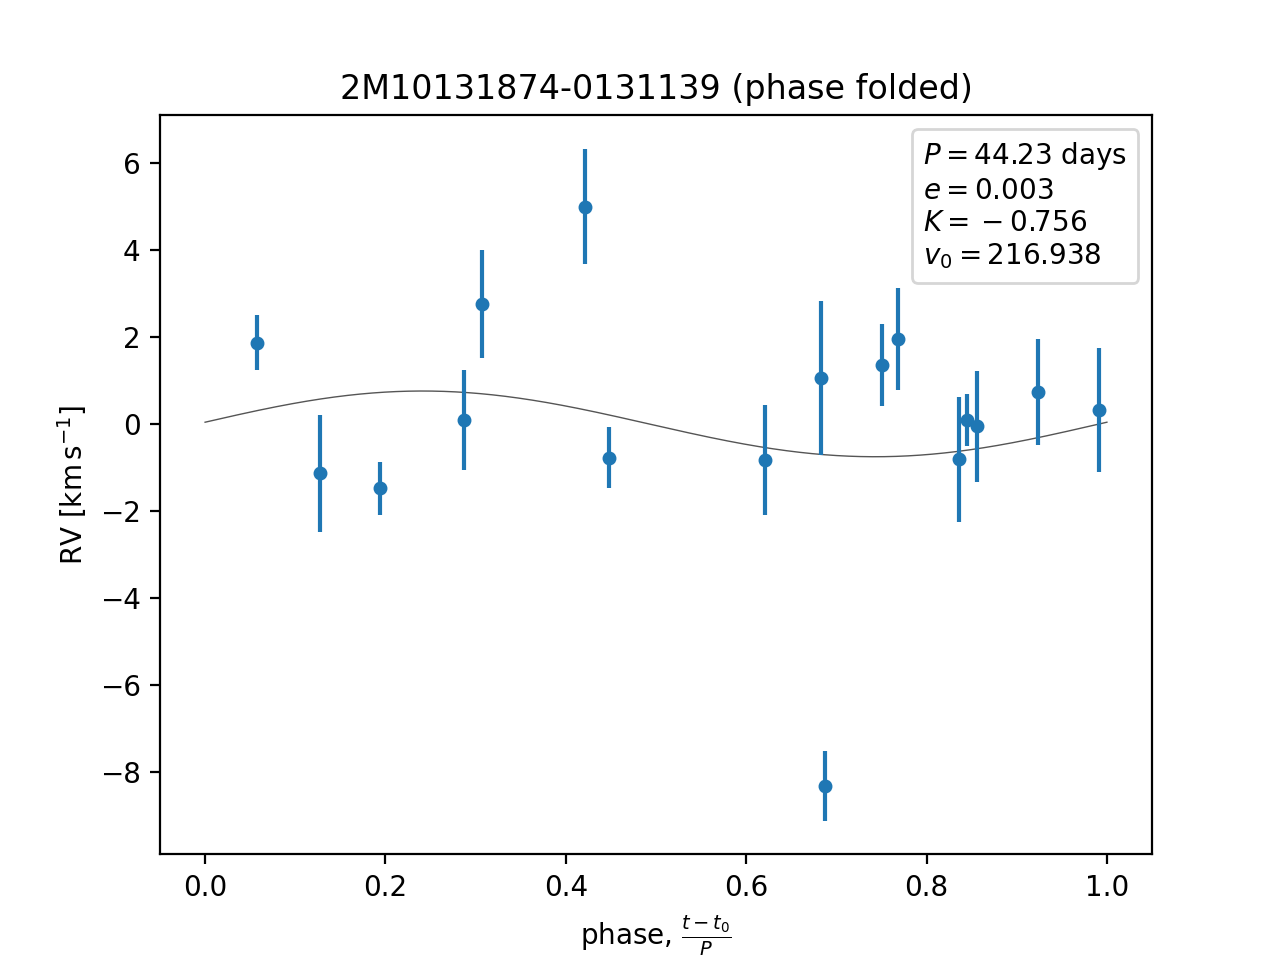 2M10131874-0131139 (phase folded)
P = 44.23 days
e = 0.003
K = −0.756
v₀ = 216.938
6
4
2
0
−2
−4
−6
−8
RV [km s⁻¹]
0.0 0.2 0.4 0.6 0.8 1.0
phase, (t − t₀)/P